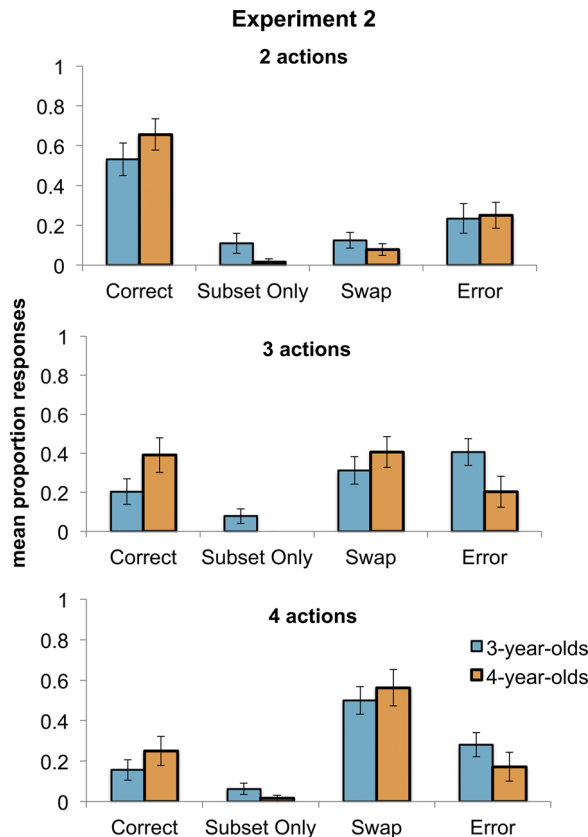 Experiment 2
2 actions
1
0.8
0.6
0.4
0.2
0
Correct Subset Only Swap Error
3 actions
1
0.8
0.6
0.4
0.2
0
Correct Subset Only Swap Error
mean proportion responses
4 actions
1
0.8
0.6
0.4
0.2
0
3-year-olds
4-year-olds
Correct Subset Only Swap Error